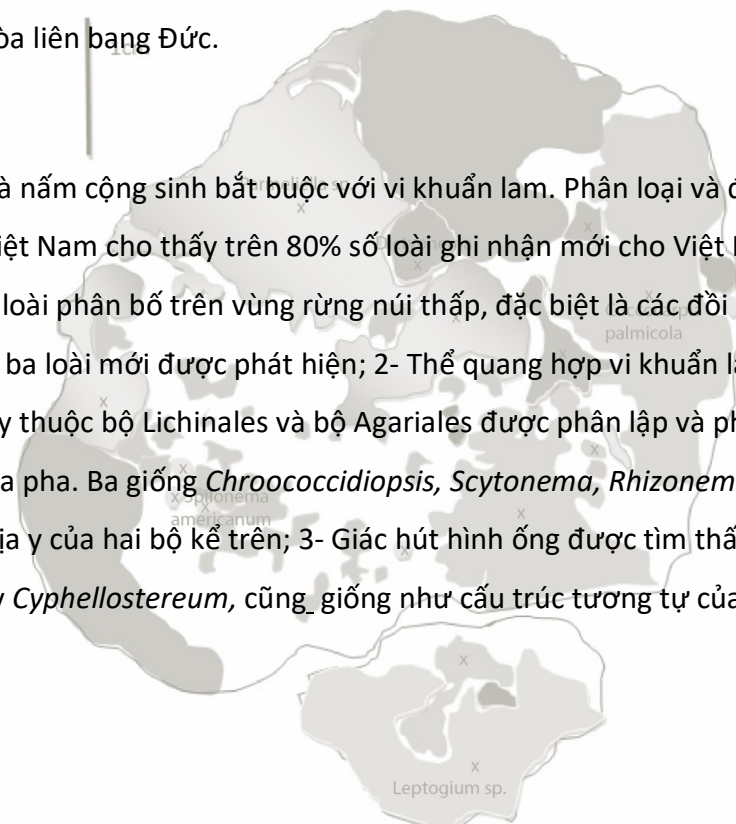 òa liên bang Đức.
à nấm cộng sinh bắt buộc với vi khuẩn lam. Phân loại và đ
iệt Nam cho thấy trên 80% số loài ghi nhận mới cho Việt N
loài phân bố trên vùng rừng núi thấp, đặc biệt là các đồi
palmicola
ba loài mới được phát hiện; 2- Thể quang hợp vi khuẩn la
y thuộc bộ Lichinales và bộ Agariales được phân lập và ph
a pha. Ba giống Chroococcidiopsis, Scytonema, Rhizonem
x Spilonema
americanum
ịa y của hai bộ kể trên; 3- Giác hút hình ống được tìm thấ
y Cyphellostereum, cũng giống như cấu trúc tương tự của
x
Leptogium sp.